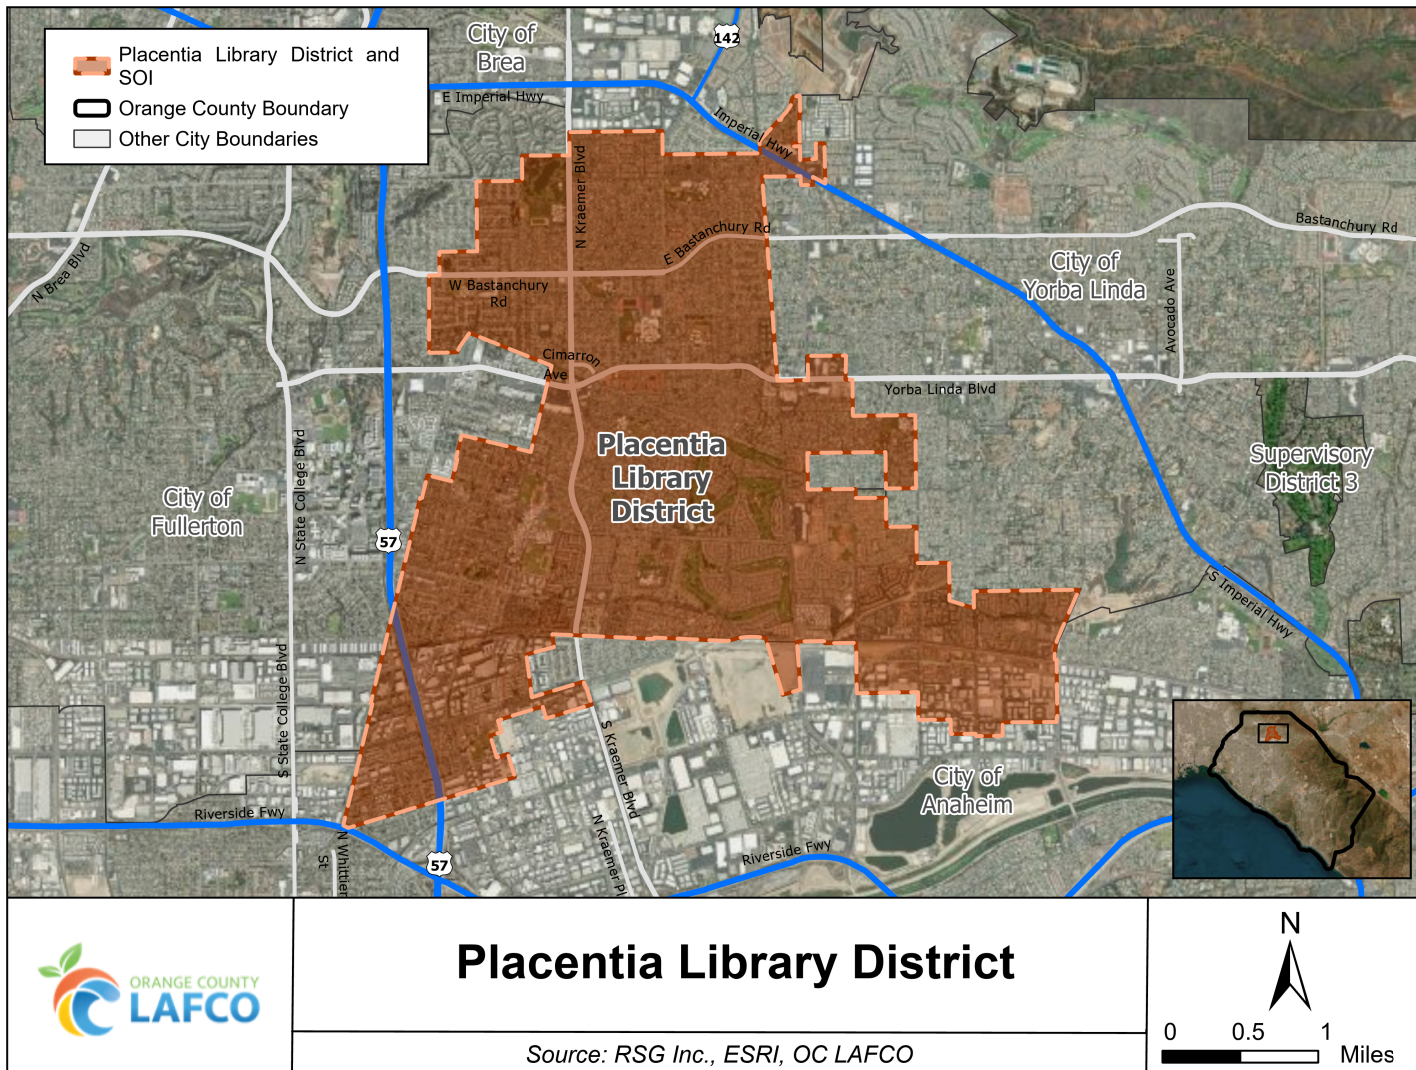 Placentia Library District and
SOI
Orange County Boundary
Other City Boundaries
City of
Brea
142
E Imperial Hwy
Imperial Hwy
N Kraemer Blvd
E Bastanchury Rd
Bastanchury Rd
N Brea Blvd
W Bastanchury
Rd
City of
Yorba Linda
Avocado Ave
Cimarron
Ave
Yorba Linda Blvd
Placentia
Library
District
Supervisory
District 3
City of
Fullerton
N State College Blvd
57
S Imperial Hwy
S State College Blvd
S Kraemer Blvd
City of
Anaheim
Riverside Fwy
N Whittier
St
57
N Kraemer Pl
Riverside Fwy
ORANGE COUNTY
LAFCO
Placentia Library District
Source: RSG Inc., ESRI, OC LAFCO
N
0 0.5 1
Miles